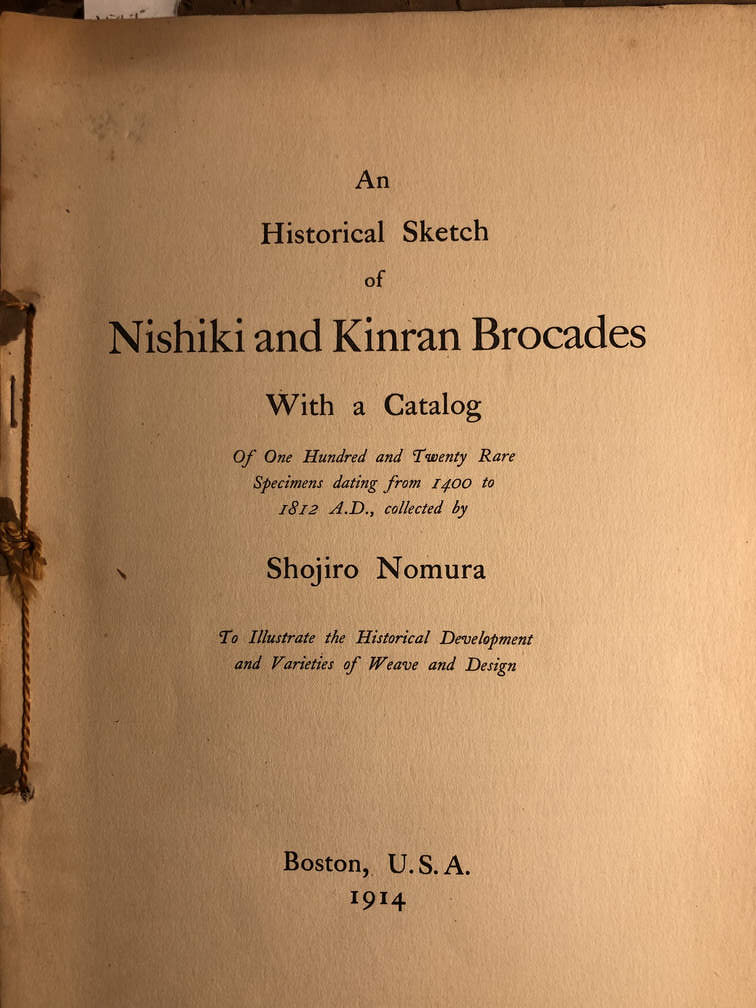 An
Historical Sketch
of
Nishiki and Kinran Brocades
With a Catalog
Of One Hundred and Twenty Rare
Specimens dating from 1400 to
1812 A.D., collected by
Shojiro Nomura
To Illustrate the Historical Development
and Varieties of Weave and Design
Boston, U.S.A.
1914